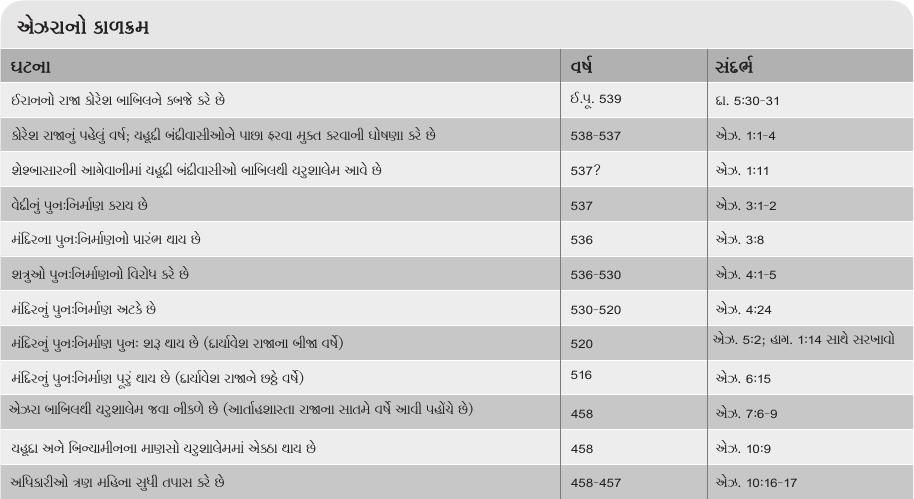 એઝરાનો કાળક્રમ
ઘટના વર્ષ સંદર્ભ
ઈરાનનો રાજા કોરેશ બાબિલને કબજે કરે છે ઈ.પૂ. 539 દા. 5:30-31
કોરેશ રાજાનું પહેલું વર્ષ; યહૂદી બંદીવાસીઓને પાછા ફરવા મુક્ત કરવાની ઘોષણા કરે છે 538-537 એઝ. 1:1-4
શેશ્બાસારની આગેવાનીમાં યહૂદી બંદીવાસીઓ બાબિલથી યરુશાલેમ આવે છે 537? એઝ. 1:11
વેદીનું પુનઃનિર્માણ કરાય છે 537 એઝ. 3:1-2
મંદિરના પુનઃનિર્માણનો પ્રારંભ થાય છે 536 એઝ. 3:8
શત્રુઓ પુનઃનિર્માણનો વિરોધ કરે છે 536-530 એઝ. 4:1-5
મંદિરનું પુનઃનિર્માણ અટકે છે 530-520 એઝ. 4:24
મંદિરનું પુનઃનિર્માણ પુનઃ શરૂ થાય છે (દાર્યાવેશ રાજાના બીજા વર્ષે) 520 એઝ. 5:2; હાગ. 1:14 સાથે સરખાવો
મંદિરનું પુનઃનિર્માણ પૂરું થાય છે (દાર્યાવેશ રાજાને છઠ્ઠે વર્ષે) 516 એઝ. 6:15
એઝરા બાબિલથી યરુશાલેમ જવા નીકળે છે (આર્તાહશાસ્તા રાજાના સાતમે વર્ષે આવી પહોંચે છે) 458 એઝ. 7:6-9
યહૂદા અને બિન્યામીનના માણસો યરુશાલેમમાં એકઠા થાય છે 458 એઝ. 10:9
અધિકારીઓ ત્રણ મહિના સુધી તપાસ કરે છે 458-457 એઝ. 10:16-17